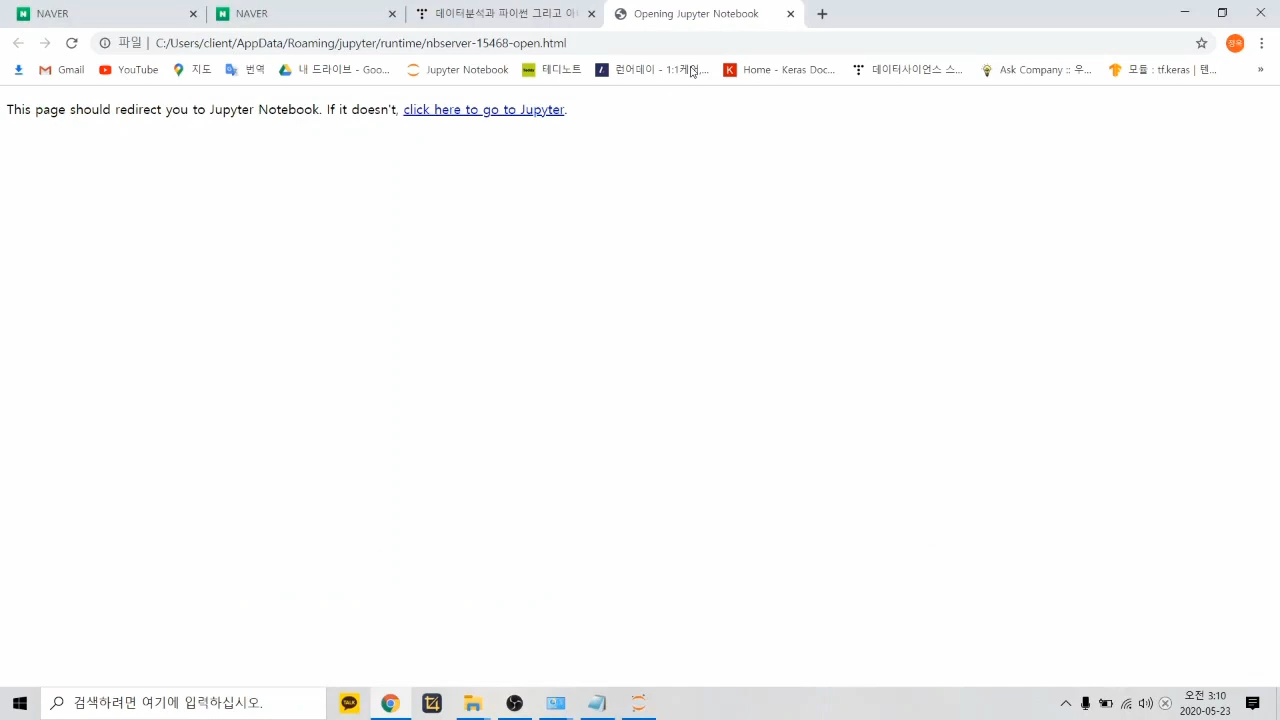 NAVER
NAVER
데이터분석과 파이썬 그리고 아
Opening Jupyter Notebook
파일 | C:/Users/client/AppData/Roaming/jupyter/runtime/nbserver-15468-open.html
Gmail
YouTube
지도
번역
내 드라이브 - Goo...
Jupyter Notebook
테디노트
런어데이 - 1:1케어,...
Home - Keras Doc...
데이터사이언스 스...
Ask Company :: 우...
모듈 : tf.keras | 텐...
This page should redirect you to Jupyter Notebook. If it doesn't, click here to go to Jupyter.
검색하려면 여기에 입력하십시오.
TALK
오전 3:10
2020-05-23